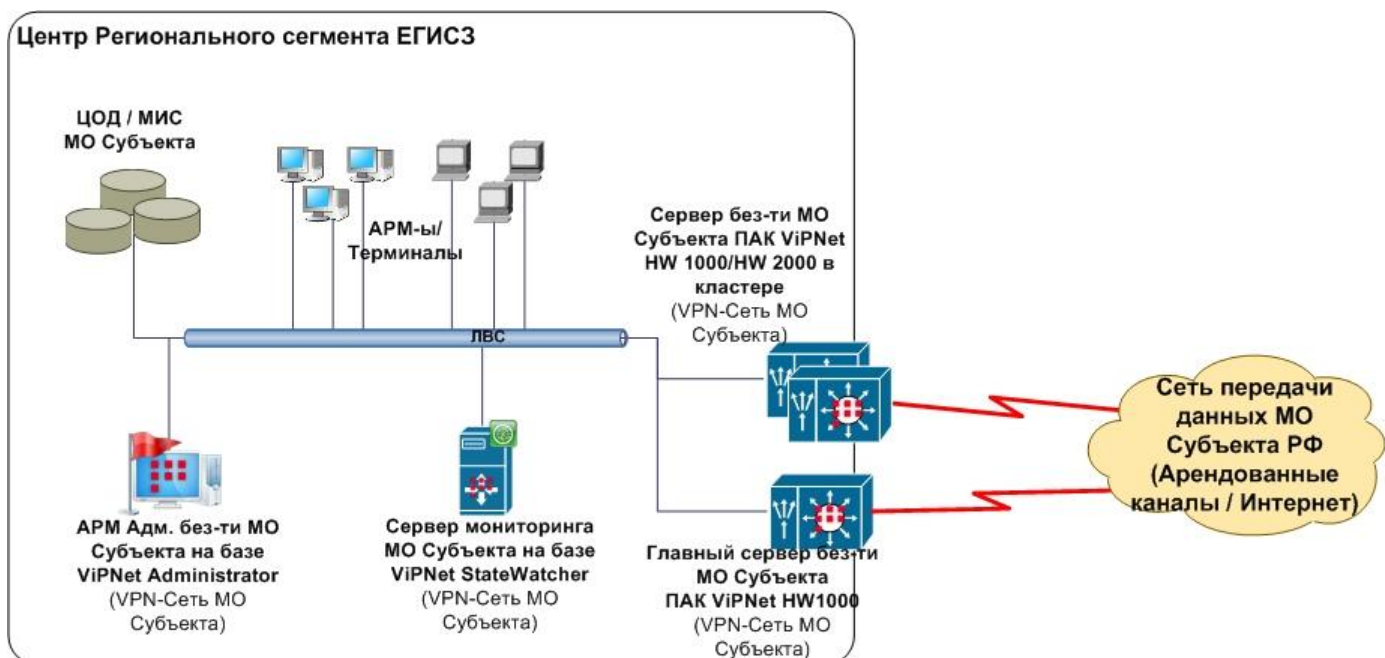 Центр Регионального сегмента ЕГИСЗ
ЦОД / МИС
МО Субъекта
АРМ-ы/
Терминалы
Сервер без-ти МО
Субъекта ПАК ViPNet
HW 1000/HW 2000 в
кластере
(VPN-Сеть МО
Субъекта)
ЛВС
Сеть передачи
данных МО
Субъекта РФ
(Арендованные
каналы / Интернет)
АРМ Адм. без-ти МО
Субъекта на базе
ViPNet Administrator
(VPN-Сеть МО
Субъекта)
Сервер мониторинга
МО Субъекта на базе
ViPNet StateWatcher
(VPN-Сеть МО
Субъекта)
Главный сервер без-ти
МО Субъекта
ПАК ViPNet HW1000
(VPN-Сеть МО
Субъекта)